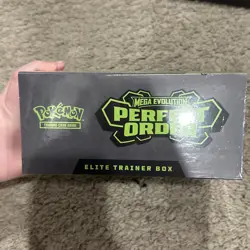 Pokémon
TRADING CARD GAME
MEGA EVOLUTION
PERFECT
ORDER
ELITE TRAINER BOX